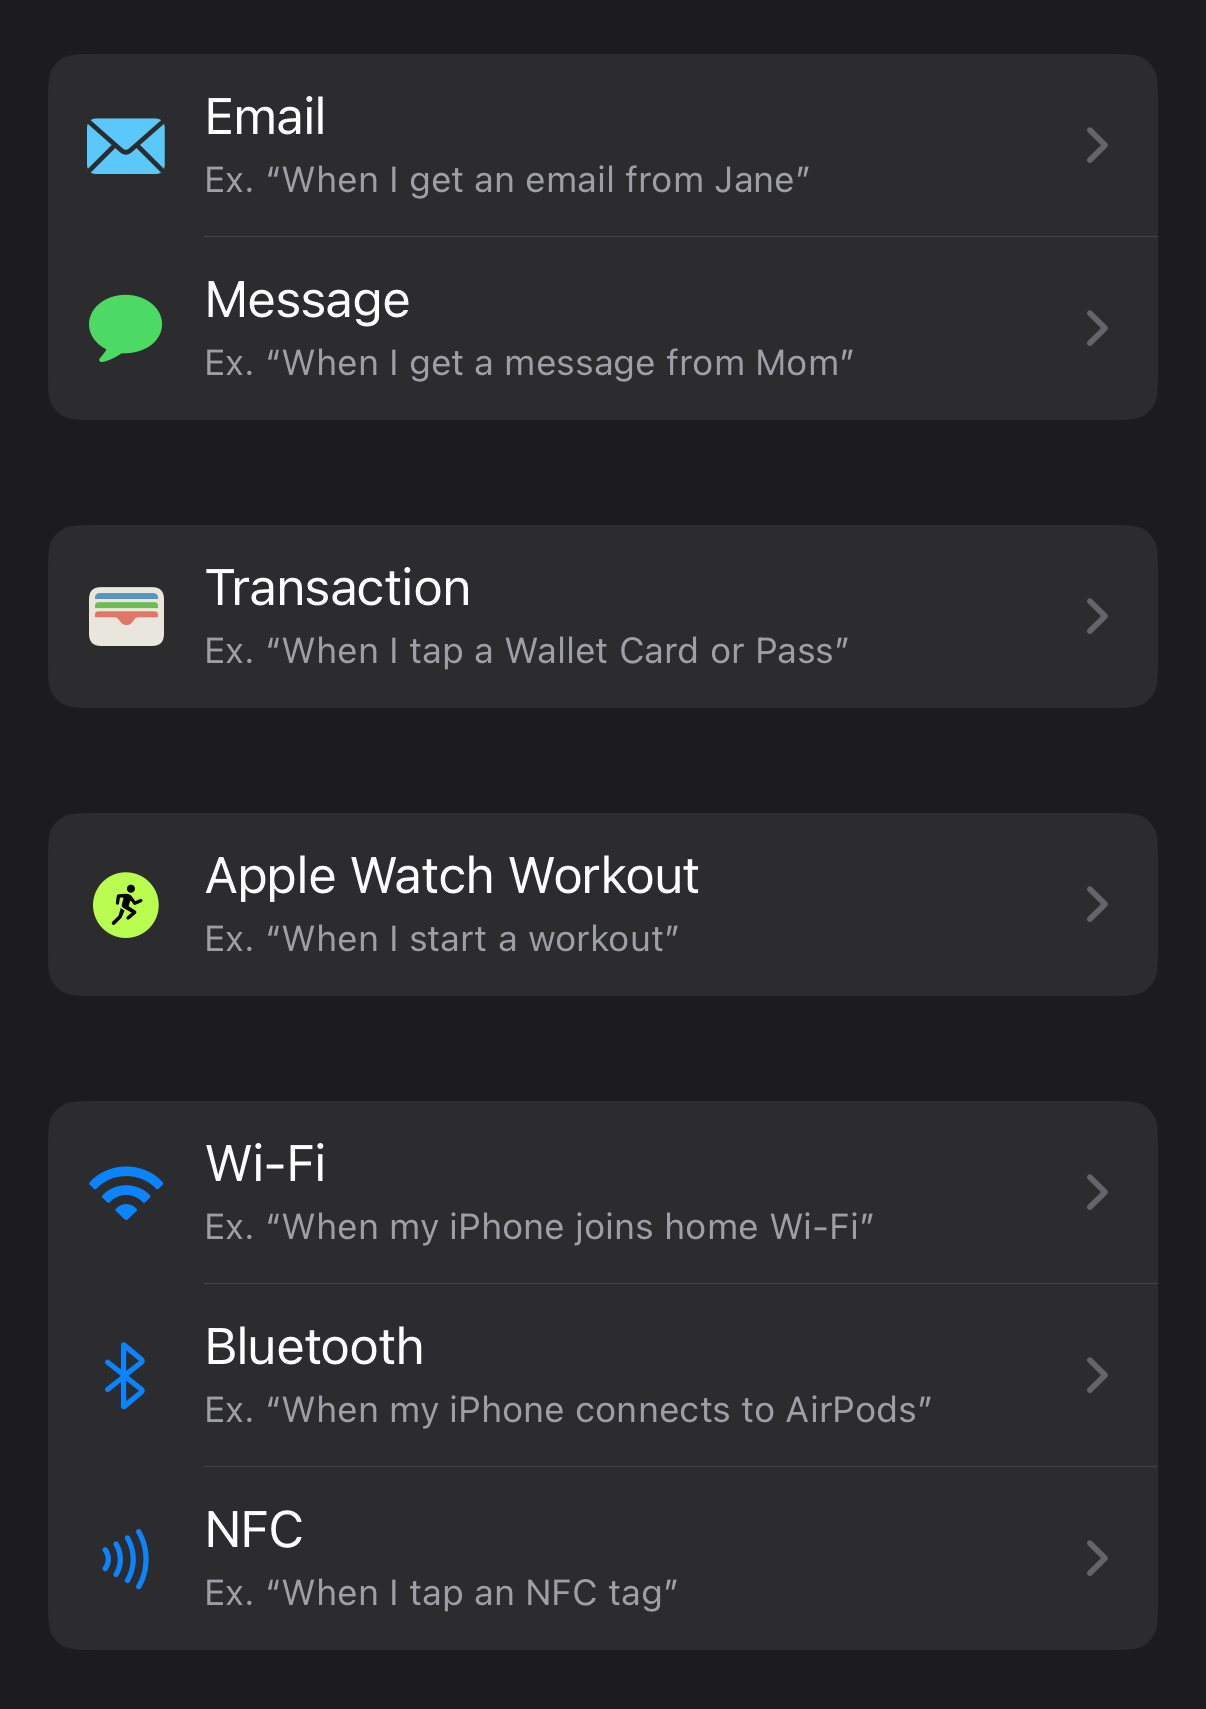 Email
Ex. “When I get an email from Jane”
Message
Ex. “When I get a message from Mom”
Transaction
Ex. “When I tap a Wallet Card or Pass”
Apple Watch Workout
Ex. “When I start a workout”
Wi-Fi
Ex. “When my iPhone joins home Wi-Fi”
Bluetooth
Ex. “When my iPhone connects to AirPods”
NFC
Ex. “When I tap an NFC tag”